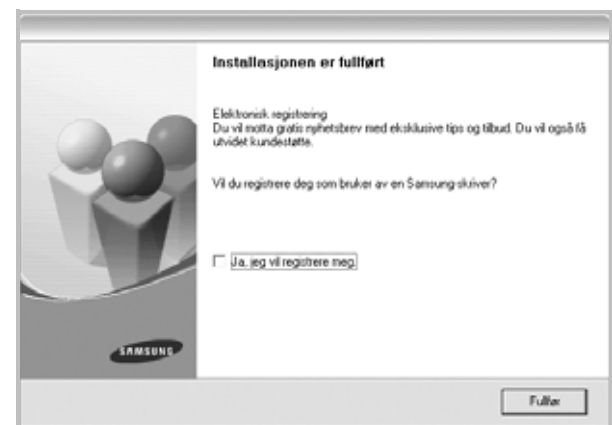 Installasjonen er fullført
Elektronisk registrering
Du vil motta gratis nyhetsbrev med eksklusive tips og tilbud. Du vil også få
utvidet kundestøtte.
Vil du registrere deg som bruker av en Samsung-skriver?
Ja, jeg vil registrere meg.
SAMSUNG
Fullfør